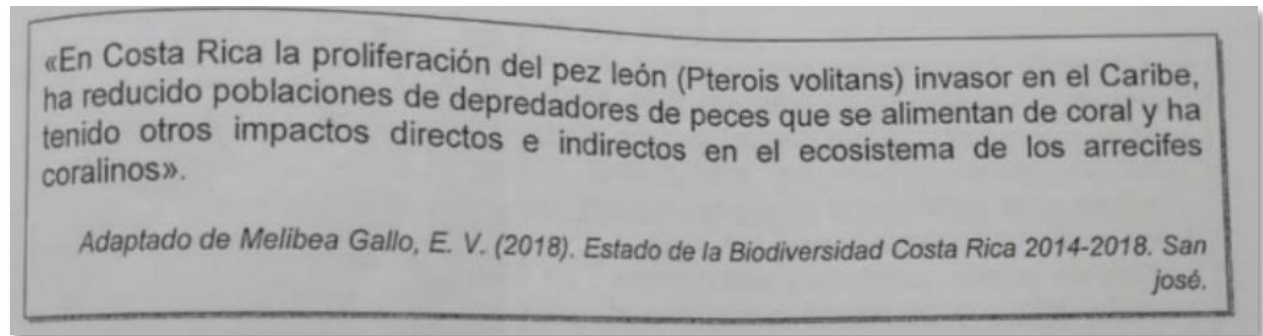 «En Costa Rica la proliferación del pez león (Pterois volitans) invasor en el Caribe,
ha reducido poblaciones de depredadores de peces que se alimentan de coral y ha
tenido otros impactos directos e indirectos en el ecosistema de los arrecifes
coralinos».
Adaptado de Melibea Gallo, E. V. (2018). Estado de la Biodiversidad Costa Rica 2014-2018. San
josé.